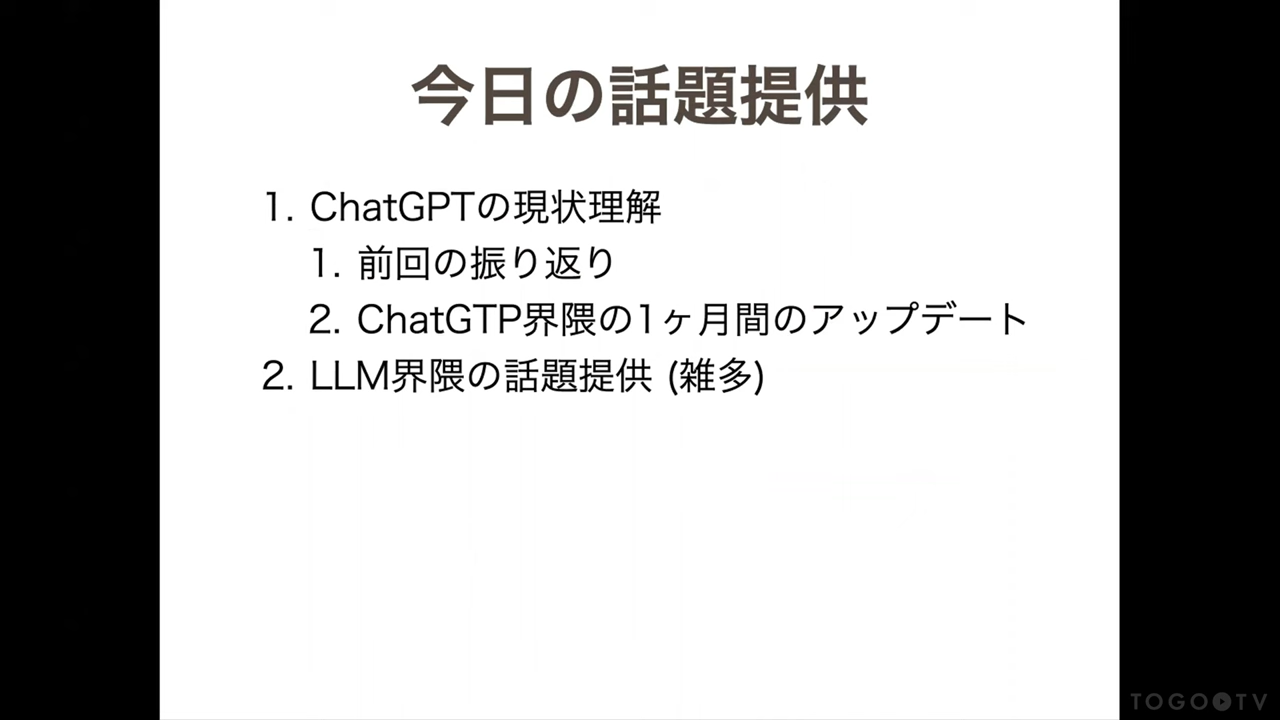 今日の話題提供
1. ChatGPTの現状理解
1. 前回の振り返り
2. ChatGTP界隈の1ヶ月間のアップデート
2. LLM界隈の話題提供 (雑多)
TOGOTV